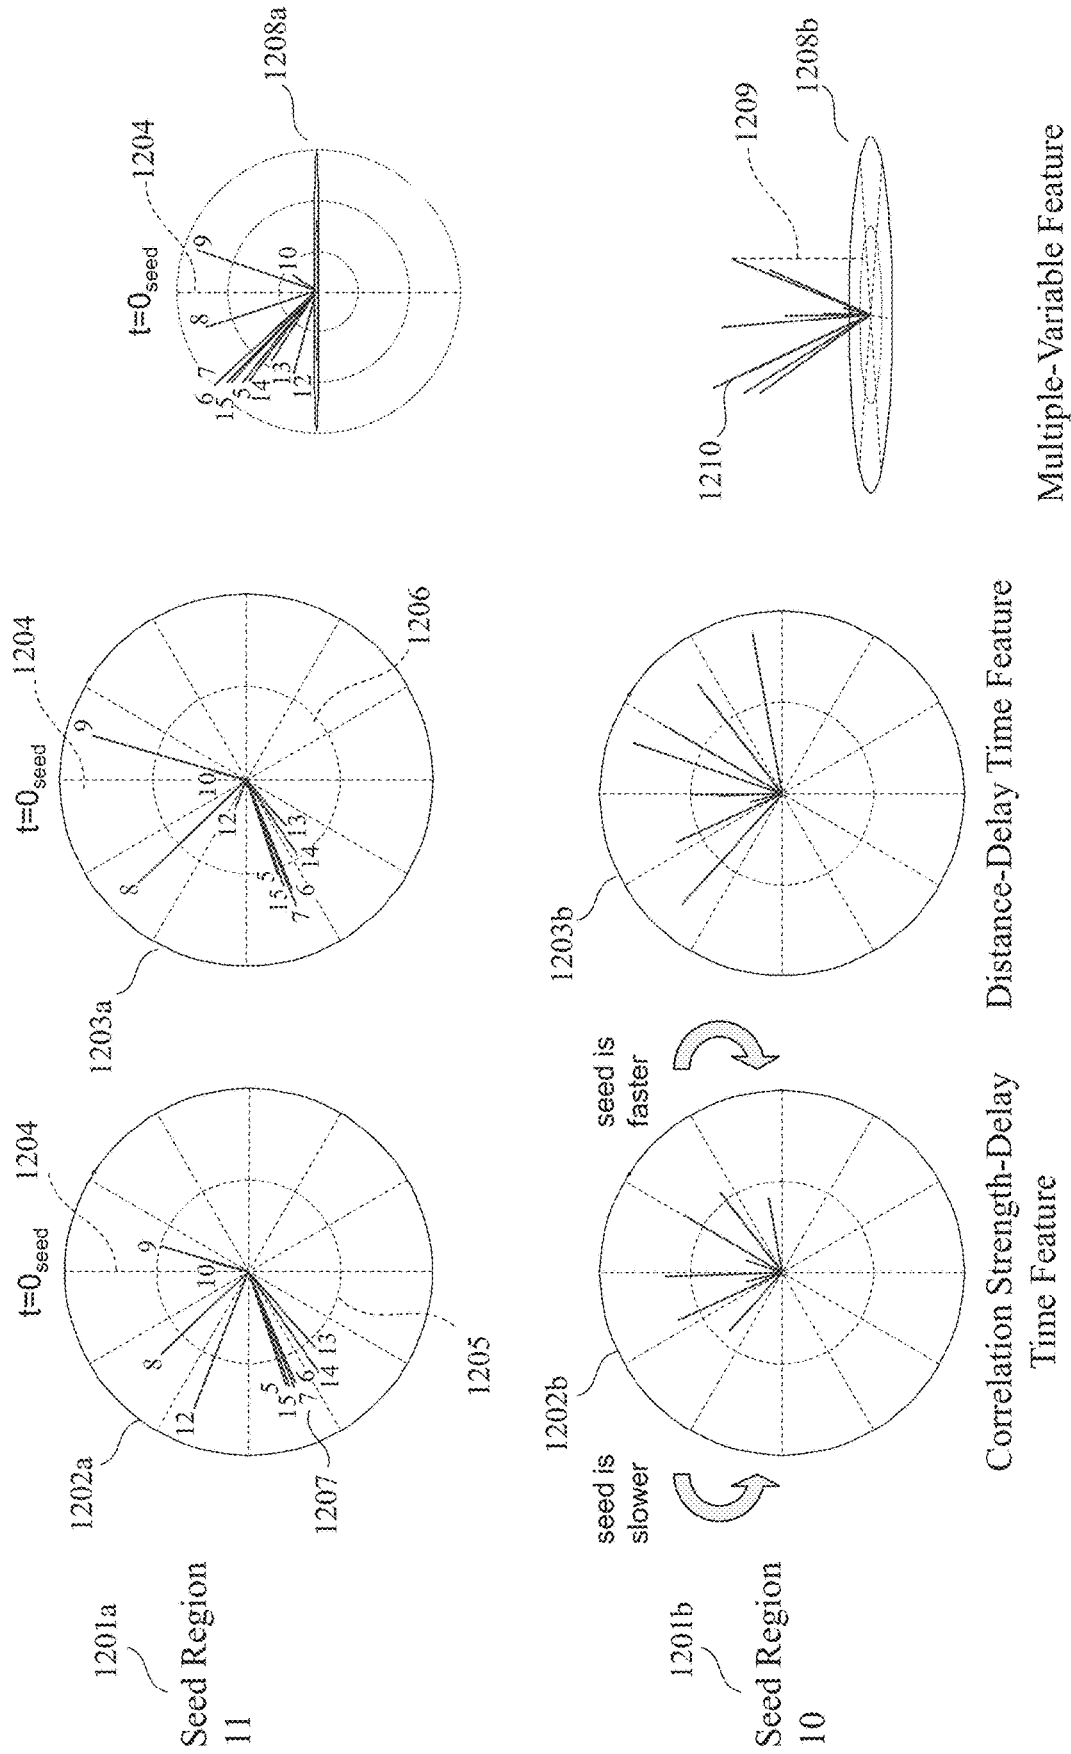 1201a
Seed Region
11
1202a
t=0seed
1204
12
8
10
9
15
5
7
6
14
13
1207
1205
1203a
t=0seed
1204
8
12
10
9
15
5
7
6
14
13
1206
t=0seed
1204
1208a
6
7
15
5
14
13
12
8
10
9
1201b
Seed Region
10
seed is
slower
1202b
seed is
faster
1203b
1210
1209
1208b
Correlation Strength-Delay
Time Feature
Distance-Delay Time Feature
Multiple-Variable Feature